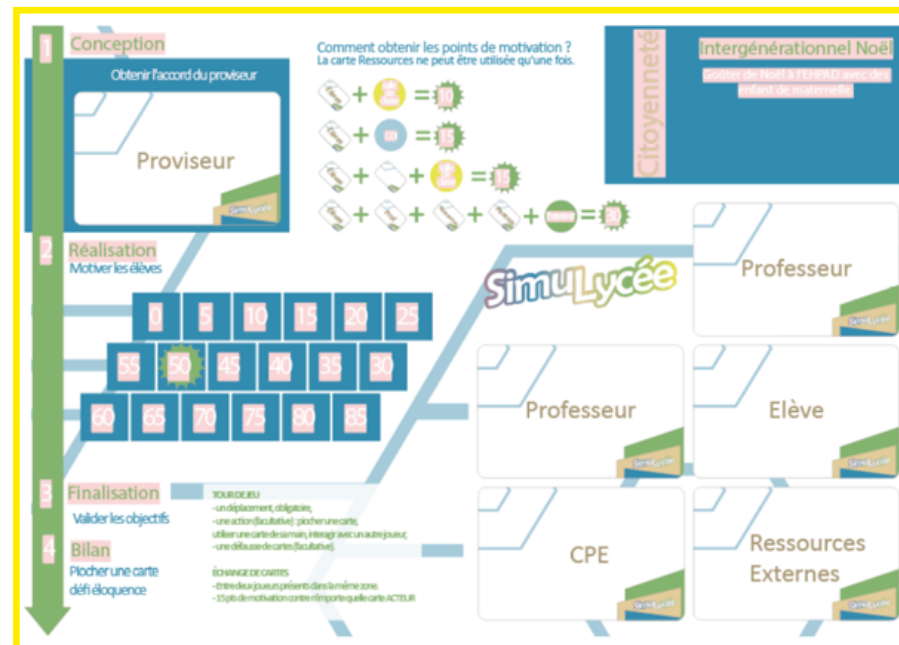 1
Conception
Obtenir l'accord du proviseur
Proviseur
SimuLycée
Comment obtenir les points de motivation ?
La carte Ressources ne peut être utilisée qu'une fois.
+ = 10
+ = 15
+ + = 15
+ + + + = 30
Citoyenneté
Intergénérationnel Noël
Goûter de Noël à l'EHPAD avec des
enfant de maternelle.
2
Réalisation
Motiver les élèves
0 5 10 15 20 25
55 50 45 40 35 30
60 65 70 75 80 85
SimuLycée
Professeur
SimuLycée
Professeur
SimuLycée
Elève
SimuLycée
CPE
SimuLycée
Ressources
Externes
SimuLycée
3
Finalisation
Valider les objectifs
4
Bilan
Piocher une carte
défi éloquence
TOUR DE JEU
- un déplacement, obligatoire,
- une action (facultative) : piocher une carte,
utiliser une carte de sa main, interagir avec un autre joueur,
- une défausse de cartes (facultative).
ÉCHANGE DE CARTES
- Entre deux joueurs présents dans la même zone.
- 15 pts de motivation contre n'importe quelle carte ACTEUR